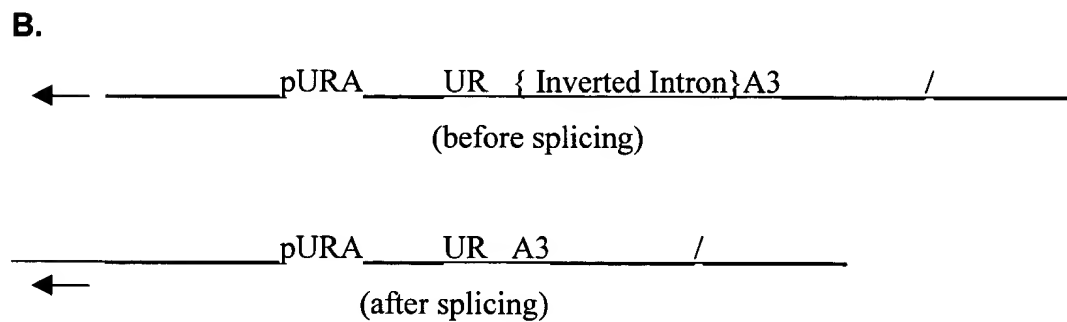 B.
pURA UR { Inverted Intron}A3 /
(before splicing)
pURA UR A3 /
(after splicing)